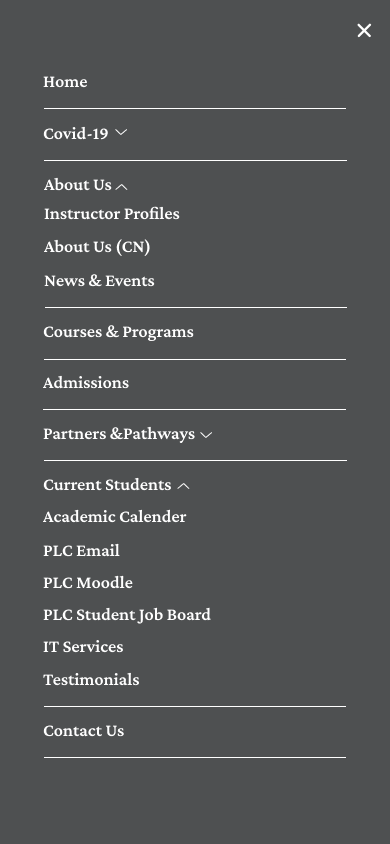 Home
Covid-19
About Us
Instructor Profiles
About Us (CN)
News & Events
Courses & Programs
Admissions
Partners &Pathways
Current Students
Academic Calender
PLC Email
PLC Moodle
PLC Student Job Board
IT Services
Testimonials
Contact Us